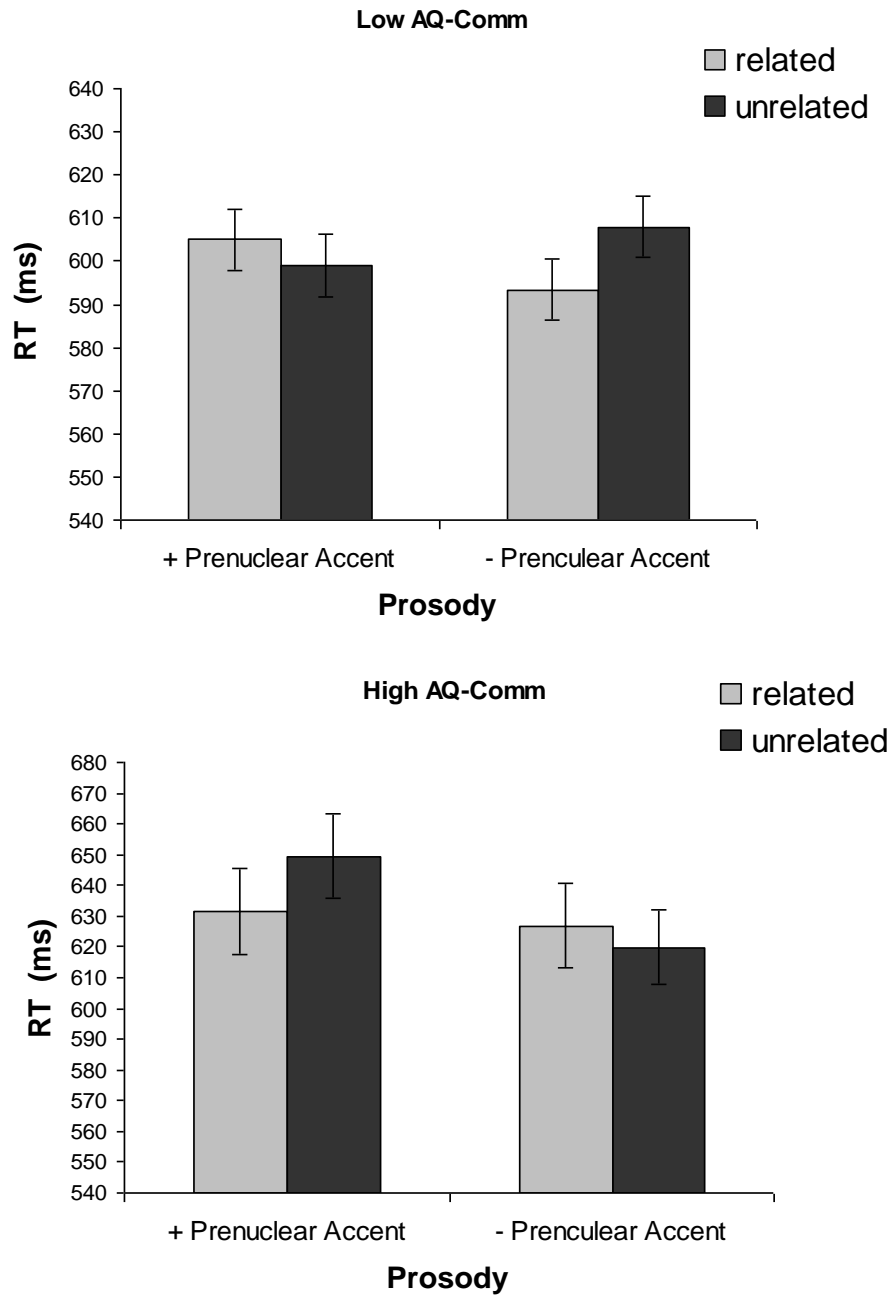 Low AQ-Comm
related
unrelated
640
630
620
610
600
590
580
570
560
550
540
RT (ms)
+ Prenuclear Accent
- Prenculear Accent
Prosody
High AQ-Comm
related
unrelated
680
670
660
650
640
630
620
610
600
590
580
570
560
550
540
RT (ms)
+ Prenuclear Accent
- Prenculear Accent
Prosody